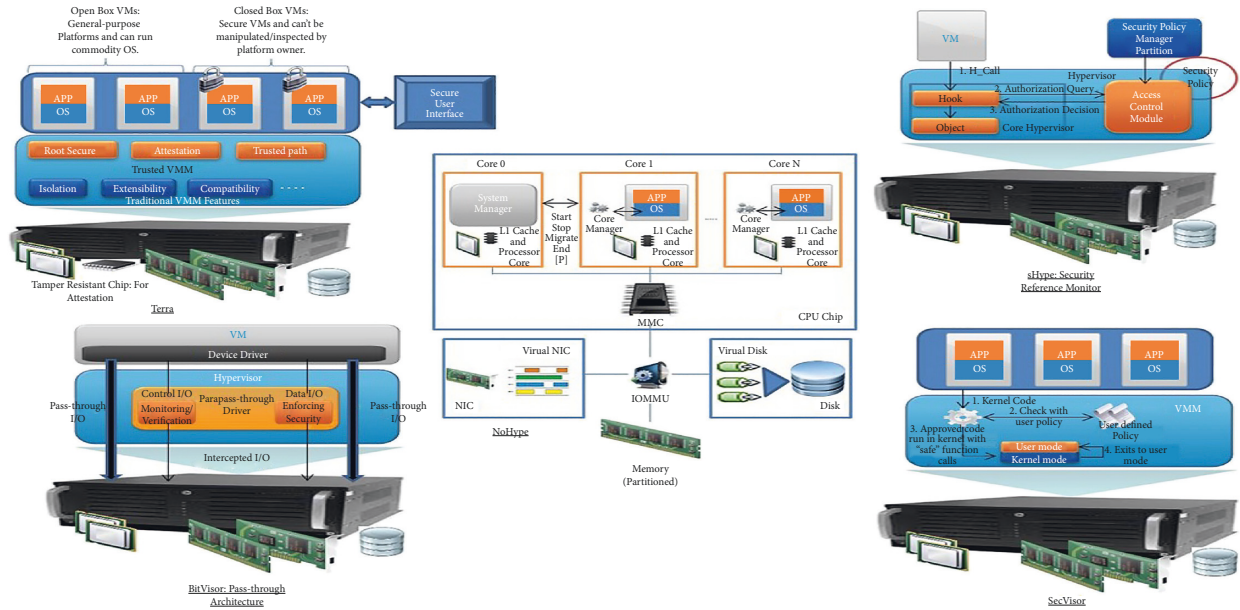 Open Box VMs:
General-purpose
Platforms and can run
commodity OS.
Closed Box VMs:
Secure VMs and can't be
manipulated/inspected by
platform owner.
APP
OS
APP
OS
APP
OS
APP
OS
Secure
User
Interface
Root Secure
Attestation
Trusted path
Trusted VMM
Isolation
Extensibility
Compatibility
Traditional VMM Features
Tamper Resistant Chip: For
Attestation
Terra
VM
Device Driver
Hypervisor
Pass-through
I/O
Control I/O
Monitoring/
Verification
Parapass-through
Driver
Data I/O
Enforcing
Security
Pass-through
I/O
Intercepted I/O
BitVisor: Pass-through
Architecture
Core 0
Core 1
Core N
System
Manager
Start
Stop
Migrate
End
[P]
L1 Cache
and
Processor
Core
APP
OS
Core
Manager
L1 Cache
and
Processor
Core
......
APP
OS
Core
Manager
L1 Cache
and
Processor
Core
MMC
CPU Chip
Virual NIC
NIC
IOMMU
Virual Disk
Disk
NoHype
Memory
(Partitioned)
VM
Security Policy
Manager
Partition
1. H_Call
Hypervisor
Security
Policy
2. Authorization Query
Hook
3. Authorization Decision
Access
Control
Module
Object
Core Hypervisor
sHype: Security
Reference Monitor
APP
OS
APP
OS
APP
OS
1. Kernel Code
VMM
2. Check with
user policy
User defined
Policy
3. Approved code
run in kernel with
"safe" function
calls
User mode
Kernel mode
4. Exits to user
mode
SecVisor